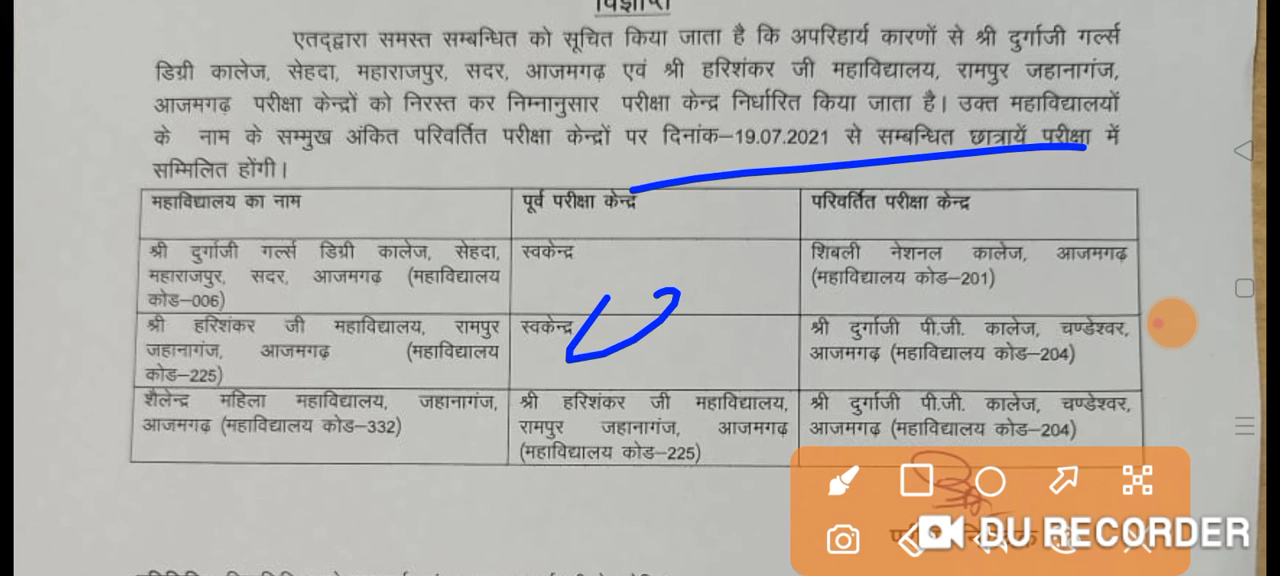 विज्ञप्ति
एतद्द्वारा समस्त सम्बन्धित को सूचित किया जाता है कि अपरिहार्य कारणों से श्री दुर्गाजी गर्ल्स
डिग्री कालेज, सेहदा, महाराजपुर, सदर, आजमगढ़ एवं श्री हरिशंकर जी महाविद्यालय, रामपुर जहानागंज,
आजमगढ़ परीक्षा केन्द्रों को निरस्त कर निम्नानुसार परीक्षा केन्द्र निर्धारित किया जाता है। उक्त महाविद्यालयों
के नाम के सम्मुख अंकित परिवर्तित परीक्षा केन्द्रों पर दिनांक–19.07.2021 से सम्बन्धित छात्रायें परीक्षा में
सम्मिलित होंगी।
महाविद्यालय का नाम पूर्व परीक्षा केन्द्र परिवर्तित परीक्षा केन्द्र
श्री दुर्गाजी गर्ल्स डिग्री कालेज, सेहदा,
महाराजपुर, सदर, आजमगढ़ (महाविद्यालय
कोड–006)
स्वकेन्द्र
शिबली नेशनल कालेज, आजमगढ़
(महाविद्यालय कोड–201)
श्री हरिशंकर जी महाविद्यालय, रामपुर
जहानागंज, आजमगढ़ (महाविद्यालय
कोड–225)
स्वकेन्द्र
श्री दुर्गाजी पी.जी. कालेज, चण्डेश्वर,
आजमगढ़ (महाविद्यालय कोड–204)
शैलेन्द्र महिला महाविद्यालय, जहानागंज,
आजमगढ़ (महाविद्यालय कोड–332)
श्री हरिशंकर जी महाविद्यालय,
रामपुर जहानागंज, आजमगढ़
(महाविद्यालय कोड–225)
श्री दुर्गाजी पी.जी. कालेज, चण्डेश्वर,
आजमगढ़ (महाविद्यालय कोड–204)
DU RECORDER